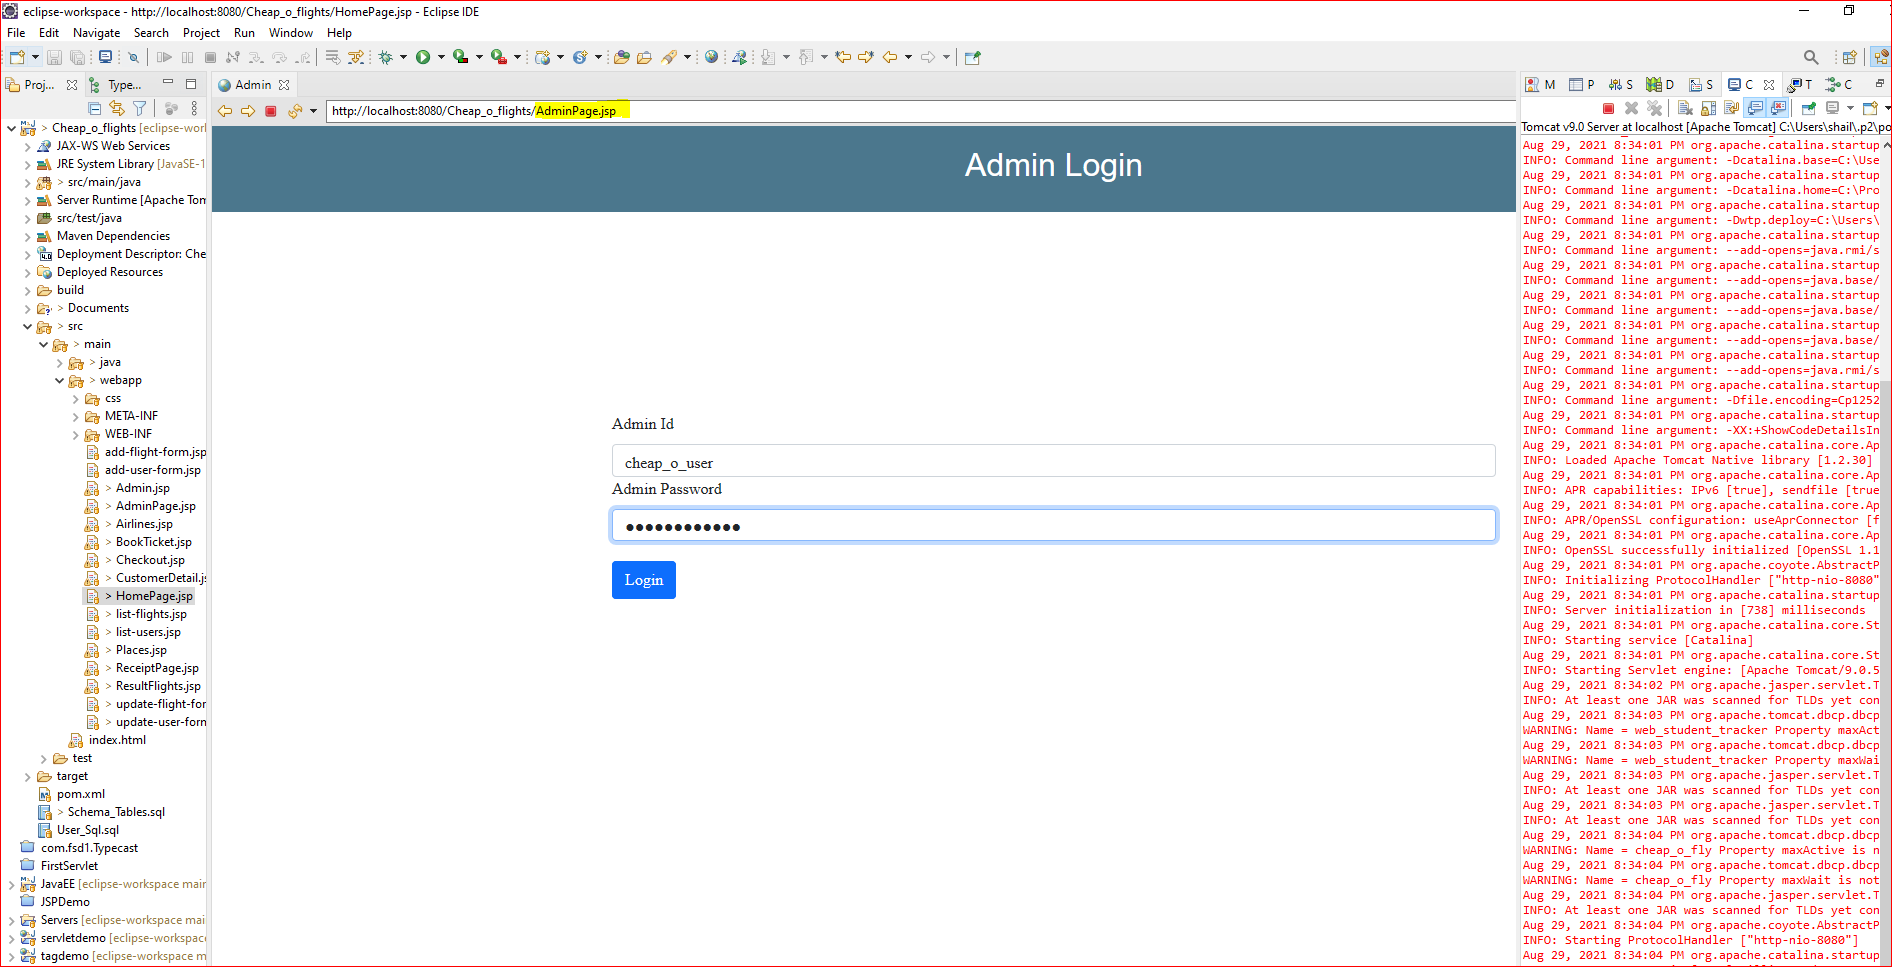 eclipse-workspace - http://localhost:8080/Cheap_o_flights/HomePage.jsp - Eclipse IDE
File Edit Navigate Search Project Run Window Help
Proj... Type...
Cheap_o_flights [eclipse-wor
JAX-WS Web Services
JRE System Library [JavaSE-1
> src/main/java
Server Runtime [Apache Tom
src/test/java
Maven Dependencies
Deployment Descriptor: Che
Deployed Resources
build
> Documents
> src
> main
> java
> webapp
css
META-INF
WEB-INF
add-flight-form.jsp
add-user-form.jsp
> Admin.jsp
> AdminPage.jsp
> Airlines.jsp
> BookTicket.jsp
> Checkout.jsp
> CustomerDetail.js
> HomePage.jsp
> list-flights.jsp
> list-users.jsp
> Places.jsp
> ReceiptPage.jsp
> ResultFlights.jsp
> update-flight-for
> update-user-forn
index.html
test
target
pom.xml
> Schema_Tables.sql
User_Sql.sql
com.fsd1.Typecast
FirstServlet
JavaEE [eclipse-workspace main
JSPDemo
Servers [eclipse-workspace mai
servletdemo [eclipse-workspace
tagdemo [eclipse-workspace m
Admin
http://localhost:8080/Cheap_o_flights/AdminPage.jsp
Admin Login
Admin Id
cheap_o_user
Admin Password
●●●●●●●●●●●●
Login
M P S D S C T C
Tomcat v9.0 Server at localhost [Apache Tomcat] C:\Users\shail\.p2\po
Aug 29, 2021 8:34:01 PM org.apache.catalina.startup
INFO: Command line argument: -Dcatalina.base=C:\Use
Aug 29, 2021 8:34:01 PM org.apache.catalina.startup
INFO: Command line argument: -Dcatalina.home=C:\Pro
Aug 29, 2021 8:34:01 PM org.apache.catalina.startup
INFO: Command line argument: -Dwtp.deploy=C:\Users\
Aug 29, 2021 8:34:01 PM org.apache.catalina.startup
INFO: Command line argument: --add-opens=java.rmi/s
Aug 29, 2021 8:34:01 PM org.apache.catalina.startup
INFO: Command line argument: --add-opens=java.base/
Aug 29, 2021 8:34:01 PM org.apache.catalina.startup
INFO: Command line argument: --add-opens=java.base/
Aug 29, 2021 8:34:01 PM org.apache.catalina.startup
INFO: Command line argument: --add-opens=java.base/
Aug 29, 2021 8:34:01 PM org.apache.catalina.startup
INFO: Command line argument: --add-opens=java.rmi/s
Aug 29, 2021 8:34:01 PM org.apache.catalina.startup
INFO: Command line argument: -Dfile.encoding=Cp1252
Aug 29, 2021 8:34:01 PM org.apache.catalina.startup
INFO: Command line argument: -XX:+ShowCodeDetailsIn
Aug 29, 2021 8:34:01 PM org.apache.catalina.core.Ap
INFO: Loaded Apache Tomcat Native library [1.2.30]
Aug 29, 2021 8:34:01 PM org.apache.catalina.core.Ap
INFO: APR capabilities: IPv6 [true], sendfile [true
Aug 29, 2021 8:34:01 PM org.apache.catalina.core.Ap
INFO: APR/OpenSSL configuration: useAprConnector [f
Aug 29, 2021 8:34:01 PM org.apache.catalina.core.Ap
INFO: OpenSSL successfully initialized [OpenSSL 1.1
Aug 29, 2021 8:34:01 PM org.apache.coyote.AbstractP
INFO: Initializing ProtocolHandler ["http-nio-8080"
Aug 29, 2021 8:34:01 PM org.apache.catalina.startup
INFO: Server initialization in [738] milliseconds
Aug 29, 2021 8:34:01 PM org.apache.catalina.core.St
INFO: Starting service [Catalina]
Aug 29, 2021 8:34:01 PM org.apache.catalina.core.St
INFO: Starting Servlet engine: [Apache Tomcat/9.0.5
Aug 29, 2021 8:34:02 PM org.apache.jasper.servlet.T
INFO: At least one JAR was scanned for TLDs yet con
Aug 29, 2021 8:34:03 PM org.apache.tomcat.dbcp.dbcp
WARNING: Name = web_student_tracker Property maxAct
Aug 29, 2021 8:34:03 PM org.apache.tomcat.dbcp.dbcp
WARNING: Name = web_student_tracker Property maxWai
Aug 29, 2021 8:34:03 PM org.apache.jasper.servlet.T
INFO: At least one JAR was scanned for TLDs yet con
Aug 29, 2021 8:34:03 PM org.apache.jasper.servlet.T
INFO: At least one JAR was scanned for TLDs yet con
Aug 29, 2021 8:34:04 PM org.apache.tomcat.dbcp.dbcp
WARNING: Name = cheap_o_fly Property maxActive is n
Aug 29, 2021 8:34:04 PM org.apache.tomcat.dbcp.dbcp
WARNING: Name = cheap_o_fly Property maxWait is not
Aug 29, 2021 8:34:04 PM org.apache.jasper.servlet.T
INFO: At least one JAR was scanned for TLDs yet con
Aug 29, 2021 8:34:04 PM org.apache.coyote.AbstractP
INFO: Starting ProtocolHandler ["http-nio-8080"]
Aug 29, 2021 8:34:04 PM org.apache.catalina.startup